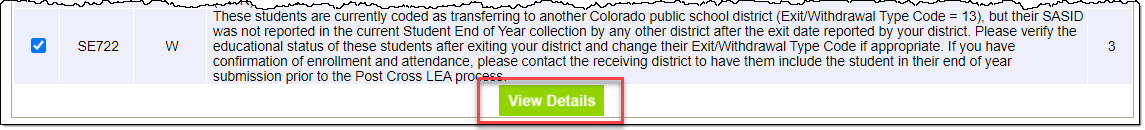 These students are currently coded as transferring to another Colorado public school district (Exit/Withdrawal Type Code = 13), but their SASID
SE722 W was not reported in the current Student End of Year collection by any other district after the exit date reported by your district. Please verify the 3
educational status of these students after exiting your district and change their Exit/Withdrawal Type Code if appropriate. If you have
confirmation of enrollment and attendance, please contact the receiving district to have them include the student in their end of year
submission prior to the Post Cross LEA process.
View Details